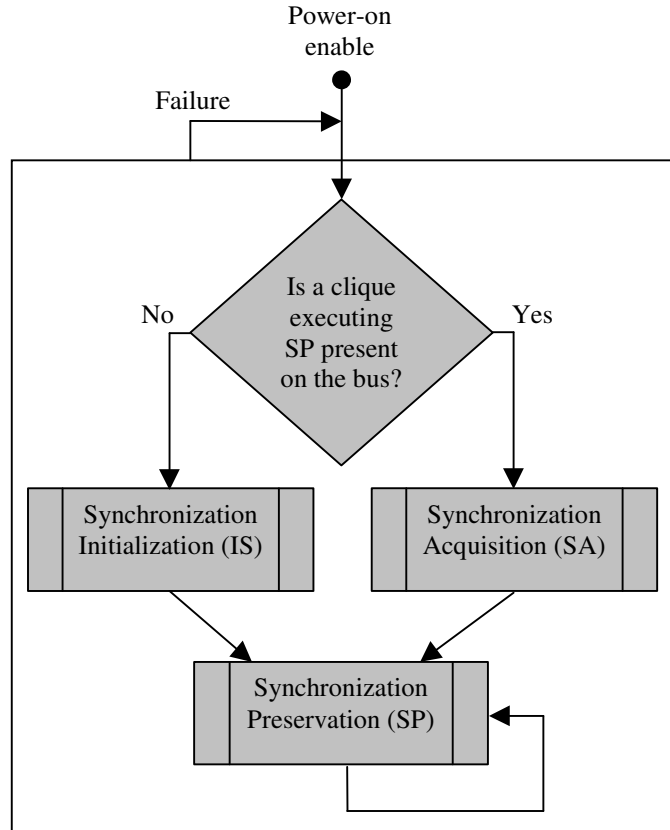 Power-on
enable
Failure
Is a clique
executing
SP present
on the bus?
No
Yes
Synchronization
Initialization (IS)
Synchronization
Acquisition (SA)
Synchronization
Preservation (SP)